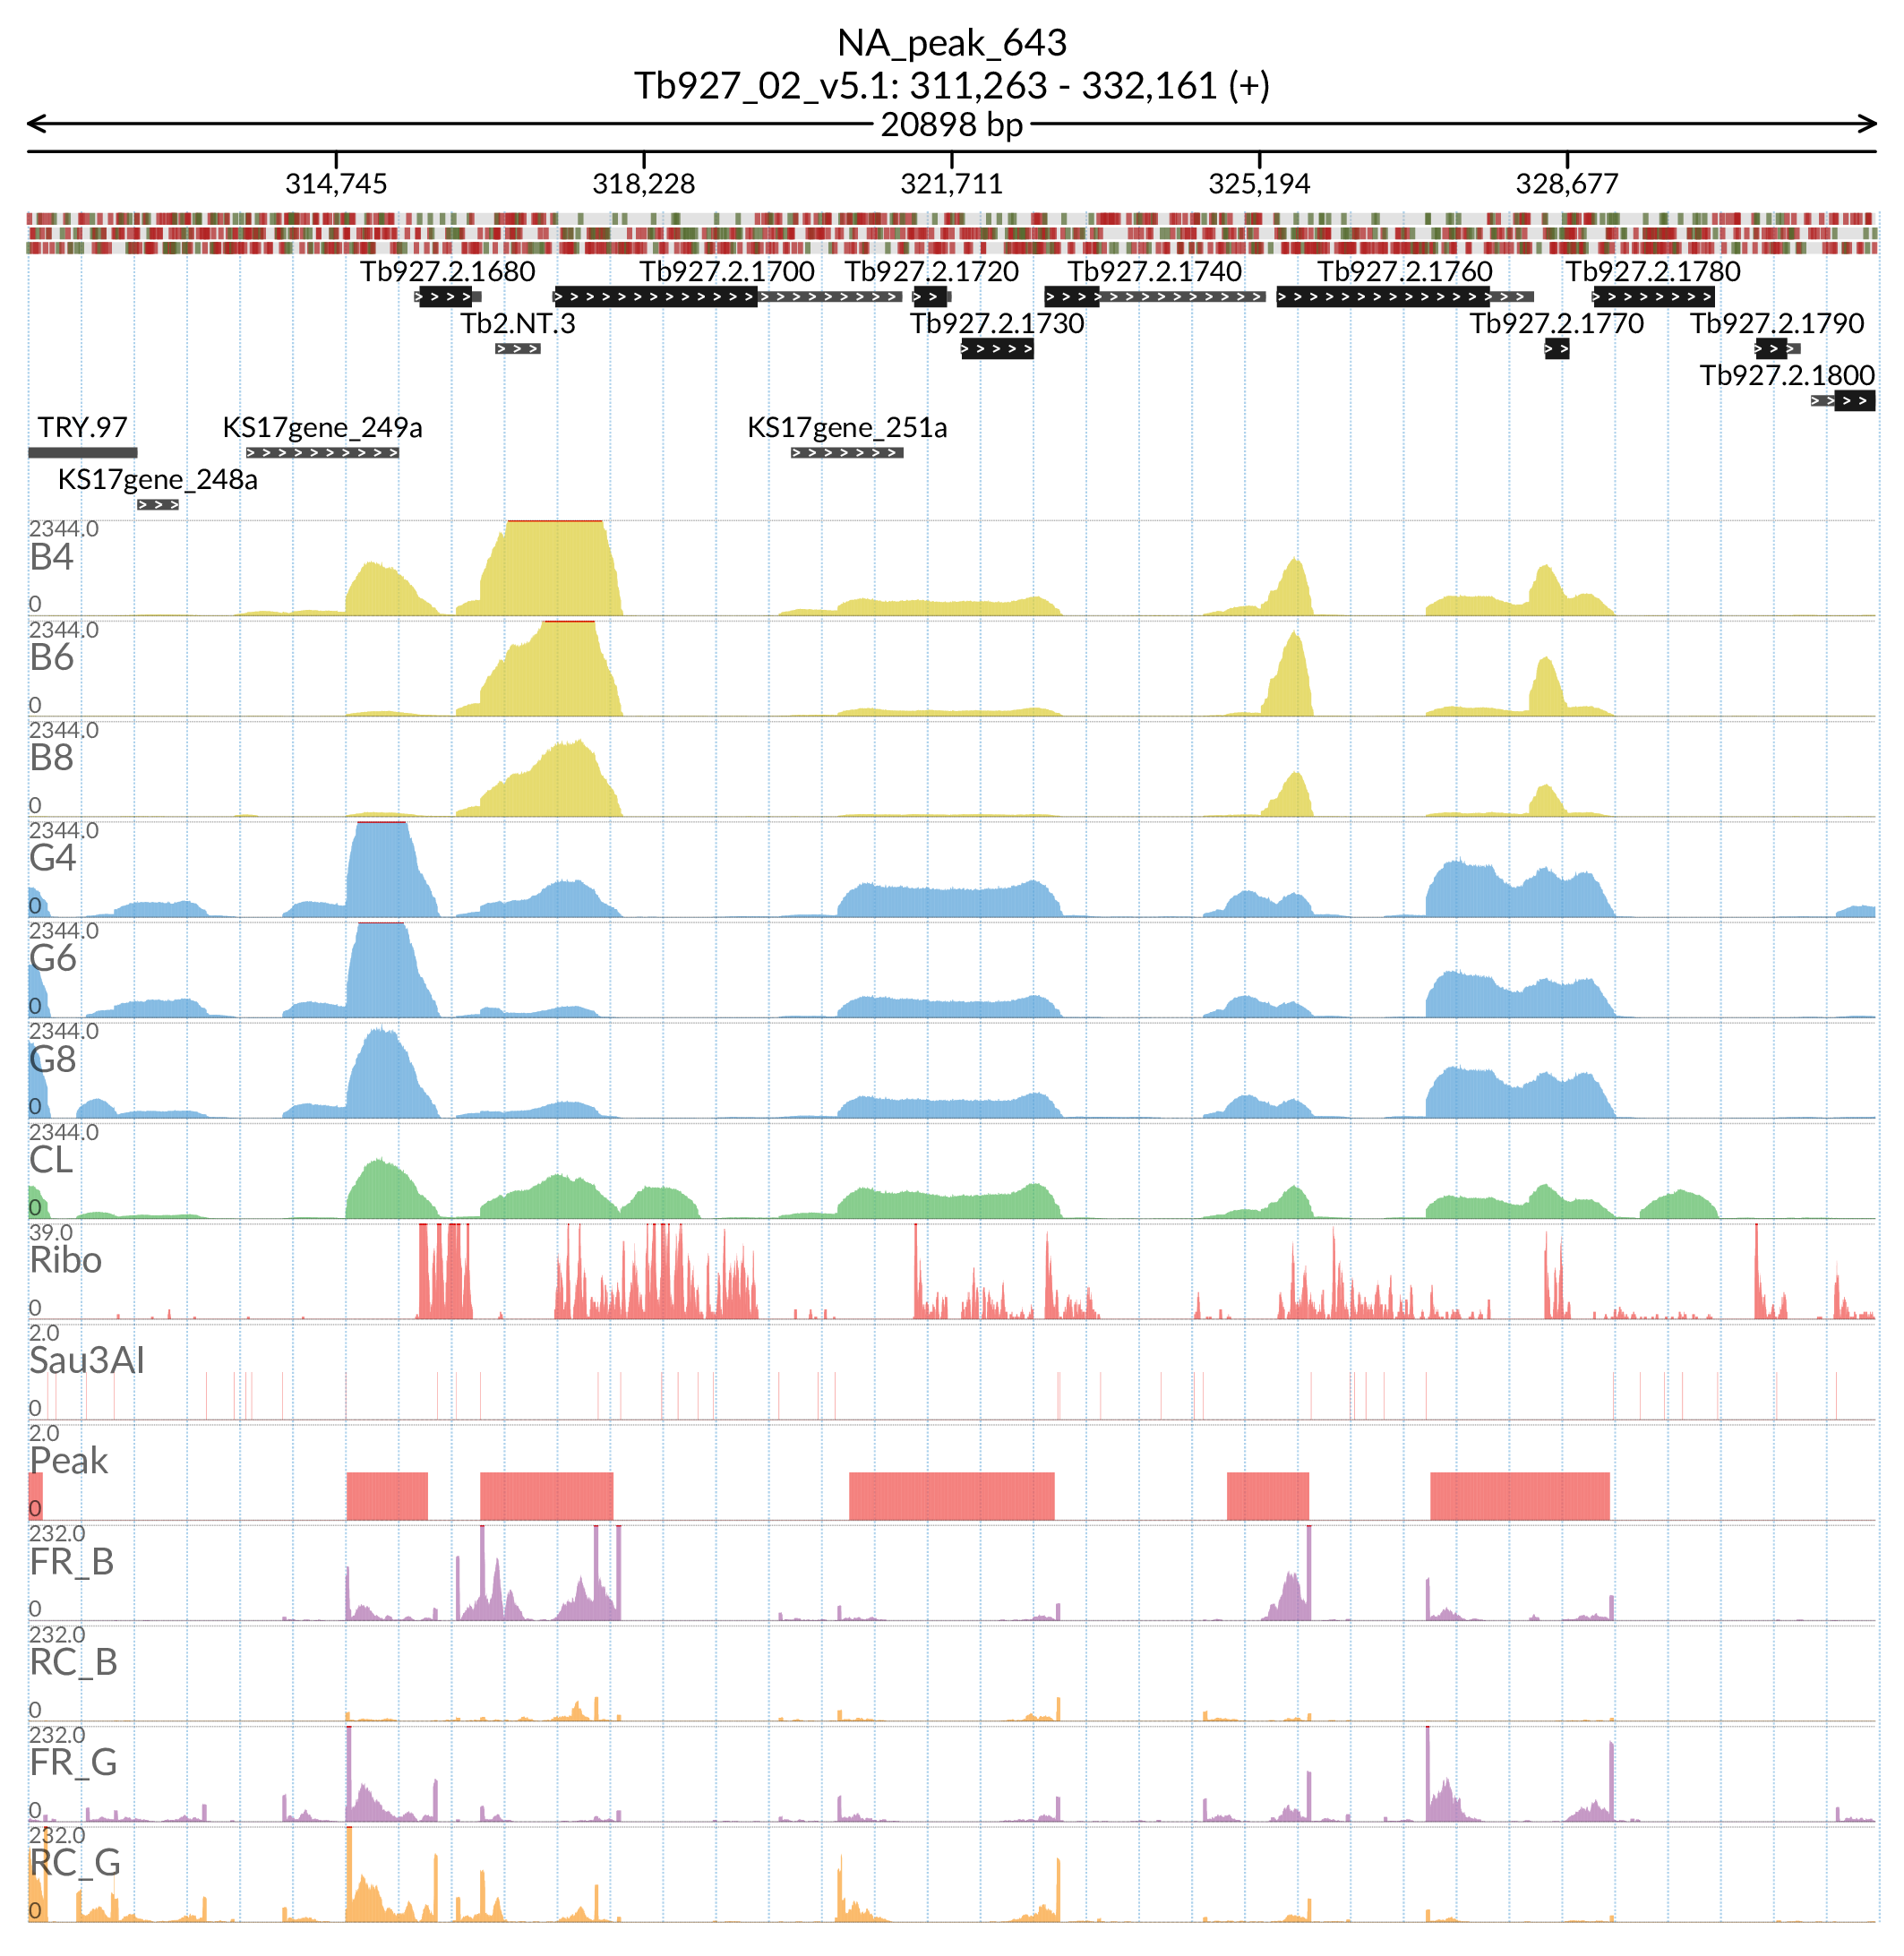 NA_peak_643
Tb927_02_v5.1: 311,263 - 332,161 (+)
20898 bp
314,745 318,228 321,711 325,194 328,677
Tb927.2.1680 Tb927.2.1700 Tb927.2.1720 Tb927.2.1740 Tb927.2.1760 Tb927.2.1780
Tb2.NT.3 Tb927.2.1730 Tb927.2.1770 Tb927.2.1790
Tb927.2.1800
TRY.97 KS17gene_249a KS17gene_251a
KS17gene_248a
2344.0
B4
0
2344.0
B6
0
2344.0
B8
0
2344.0
G4
0
2344.0
G6
0
2344.0
G8
0
2344.0
CL
0
39.0
Ribo
0
2.0
Sau3AI
0
2.0
Peak
0
232.0
FR_B
0
232.0
RC_B
0
232.0
FR_G
0
232.0
RC_G
0